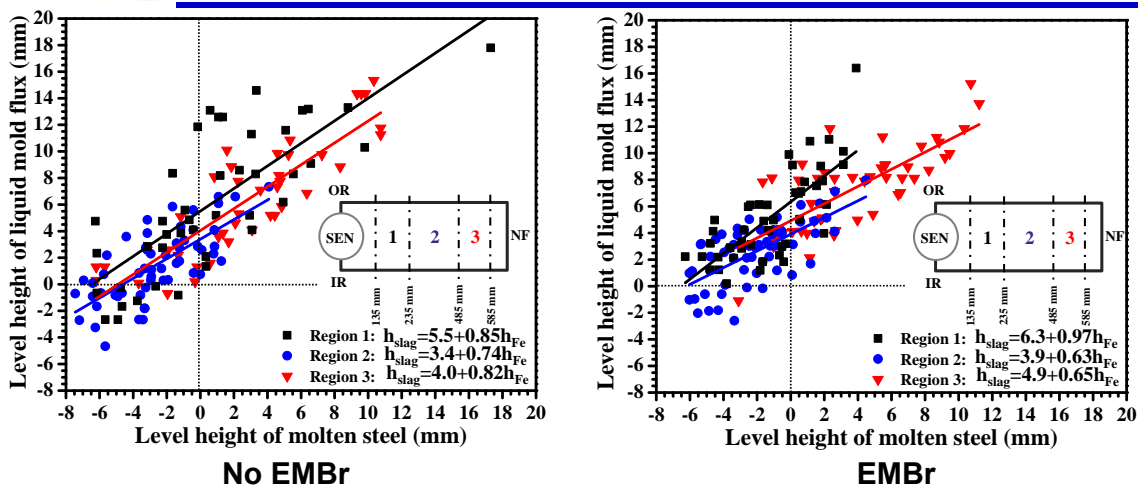 Level height of liquid mold flux (mm)
20
18
16
14
12
10
8
6
4
2
0
-2
-4
-6
-8
OR
SEN
1
2
3
NF
IR
135 mm
235 mm
485 mm
585 mm
Region 1: hslag=5.5+0.85hFe
Region 2: hslag=3.4+0.74hFe
Region 3: hslag=4.0+0.82hFe
-8 -6 -4 -2 0 2 4 6 8 10 12 14 16 18 20
Level height of molten steel (mm)
No EMBr
Level height of liquid mold flux (mm)
20
18
16
14
12
10
8
6
4
2
0
-2
-4
-6
-8
OR
SEN
1
2
3
NF
IR
135 mm
235 mm
485 mm
585 mm
Region 1: hslag=6.3+0.97hFe
Region 2: hslag=3.9+0.63hFe
Region 3: hslag=4.9+0.65hFe
-8 -6 -4 -2 0 2 4 6 8 10 12 14 16 18 20
Level height of molten steel (mm)
EMBr